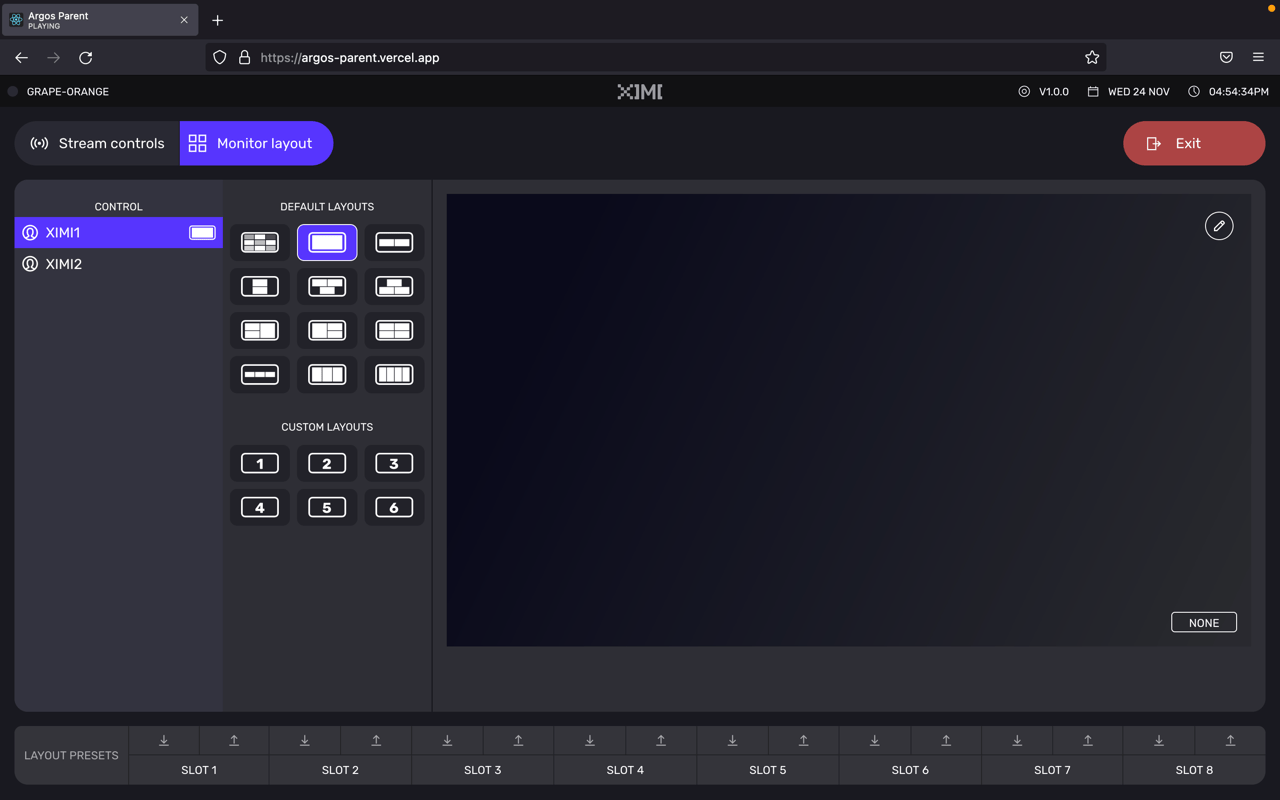 Argos Parent
PLAYING
https://argos-parent.vercel.app
GRAPE-ORANGE
XIMI
V1.0.0
WED 24 NOV
04:54:34PM
Stream controls
Monitor layout
Exit
CONTROL
XIMI1
XIMI2
DEFAULT LAYOUTS
CUSTOM LAYOUTS
1
2
3
4
5
6
NONE
LAYOUT PRESETS
SLOT 1
SLOT 2
SLOT 3
SLOT 4
SLOT 5
SLOT 6
SLOT 7
SLOT 8